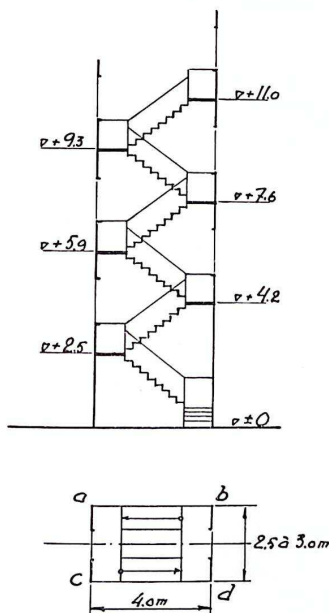 ▽+11.0
▽+9.3
▽+7.6
▽+5.9
▽+4.2
▽+2.5
▽±0
a
b
2.5 à 3.0m
c
d
4.0m